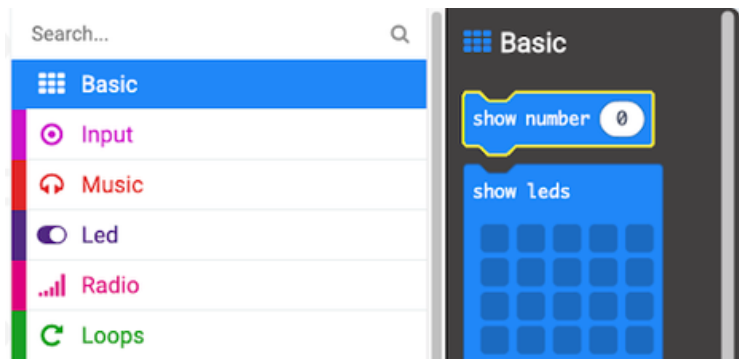 Search...
Basic
Input
Music
Led
Radio
Loops
Basic
show number 0
show leds